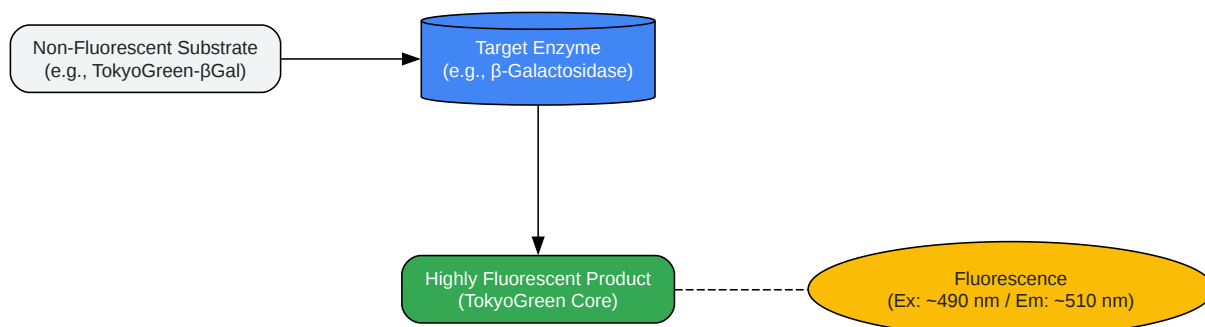 Non-Fluorescent Substrate
(e.g., TokyoGreen-βGal)
Target Enzyme
(e.g., β-Galactosidase)
Highly Fluorescent Product
(TokyoGreen Core)
Fluorescence
(Ex: ~490 nm / Em: ~510 nm)